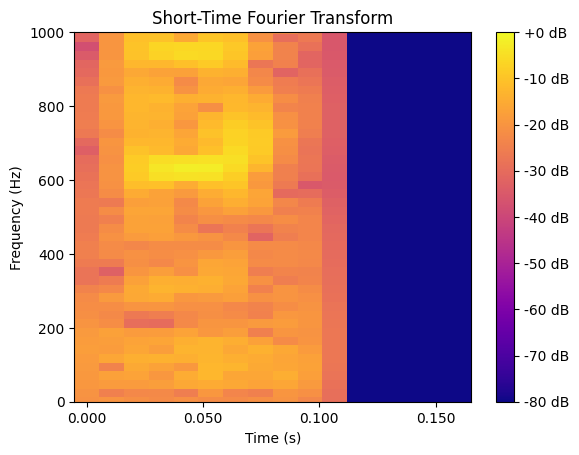 Short-Time Fourier Transform
1000
800
600
400
200
0
Frequency (Hz)
0.000
0.050
0.100
0.150
Time (s)
+0 dB
-10 dB
-20 dB
-30 dB
-40 dB
-50 dB
-60 dB
-70 dB
-80 dB